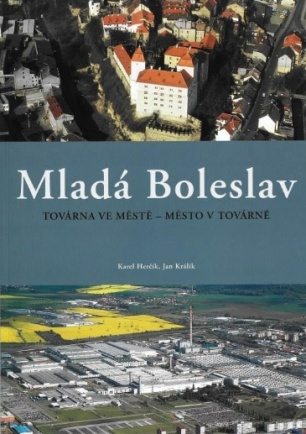 Mladá Boleslav
TOVÁRNA VE MĚSTĚ – MĚSTO V TOVÁRNĚ
Karel Herčík, Jan Králík